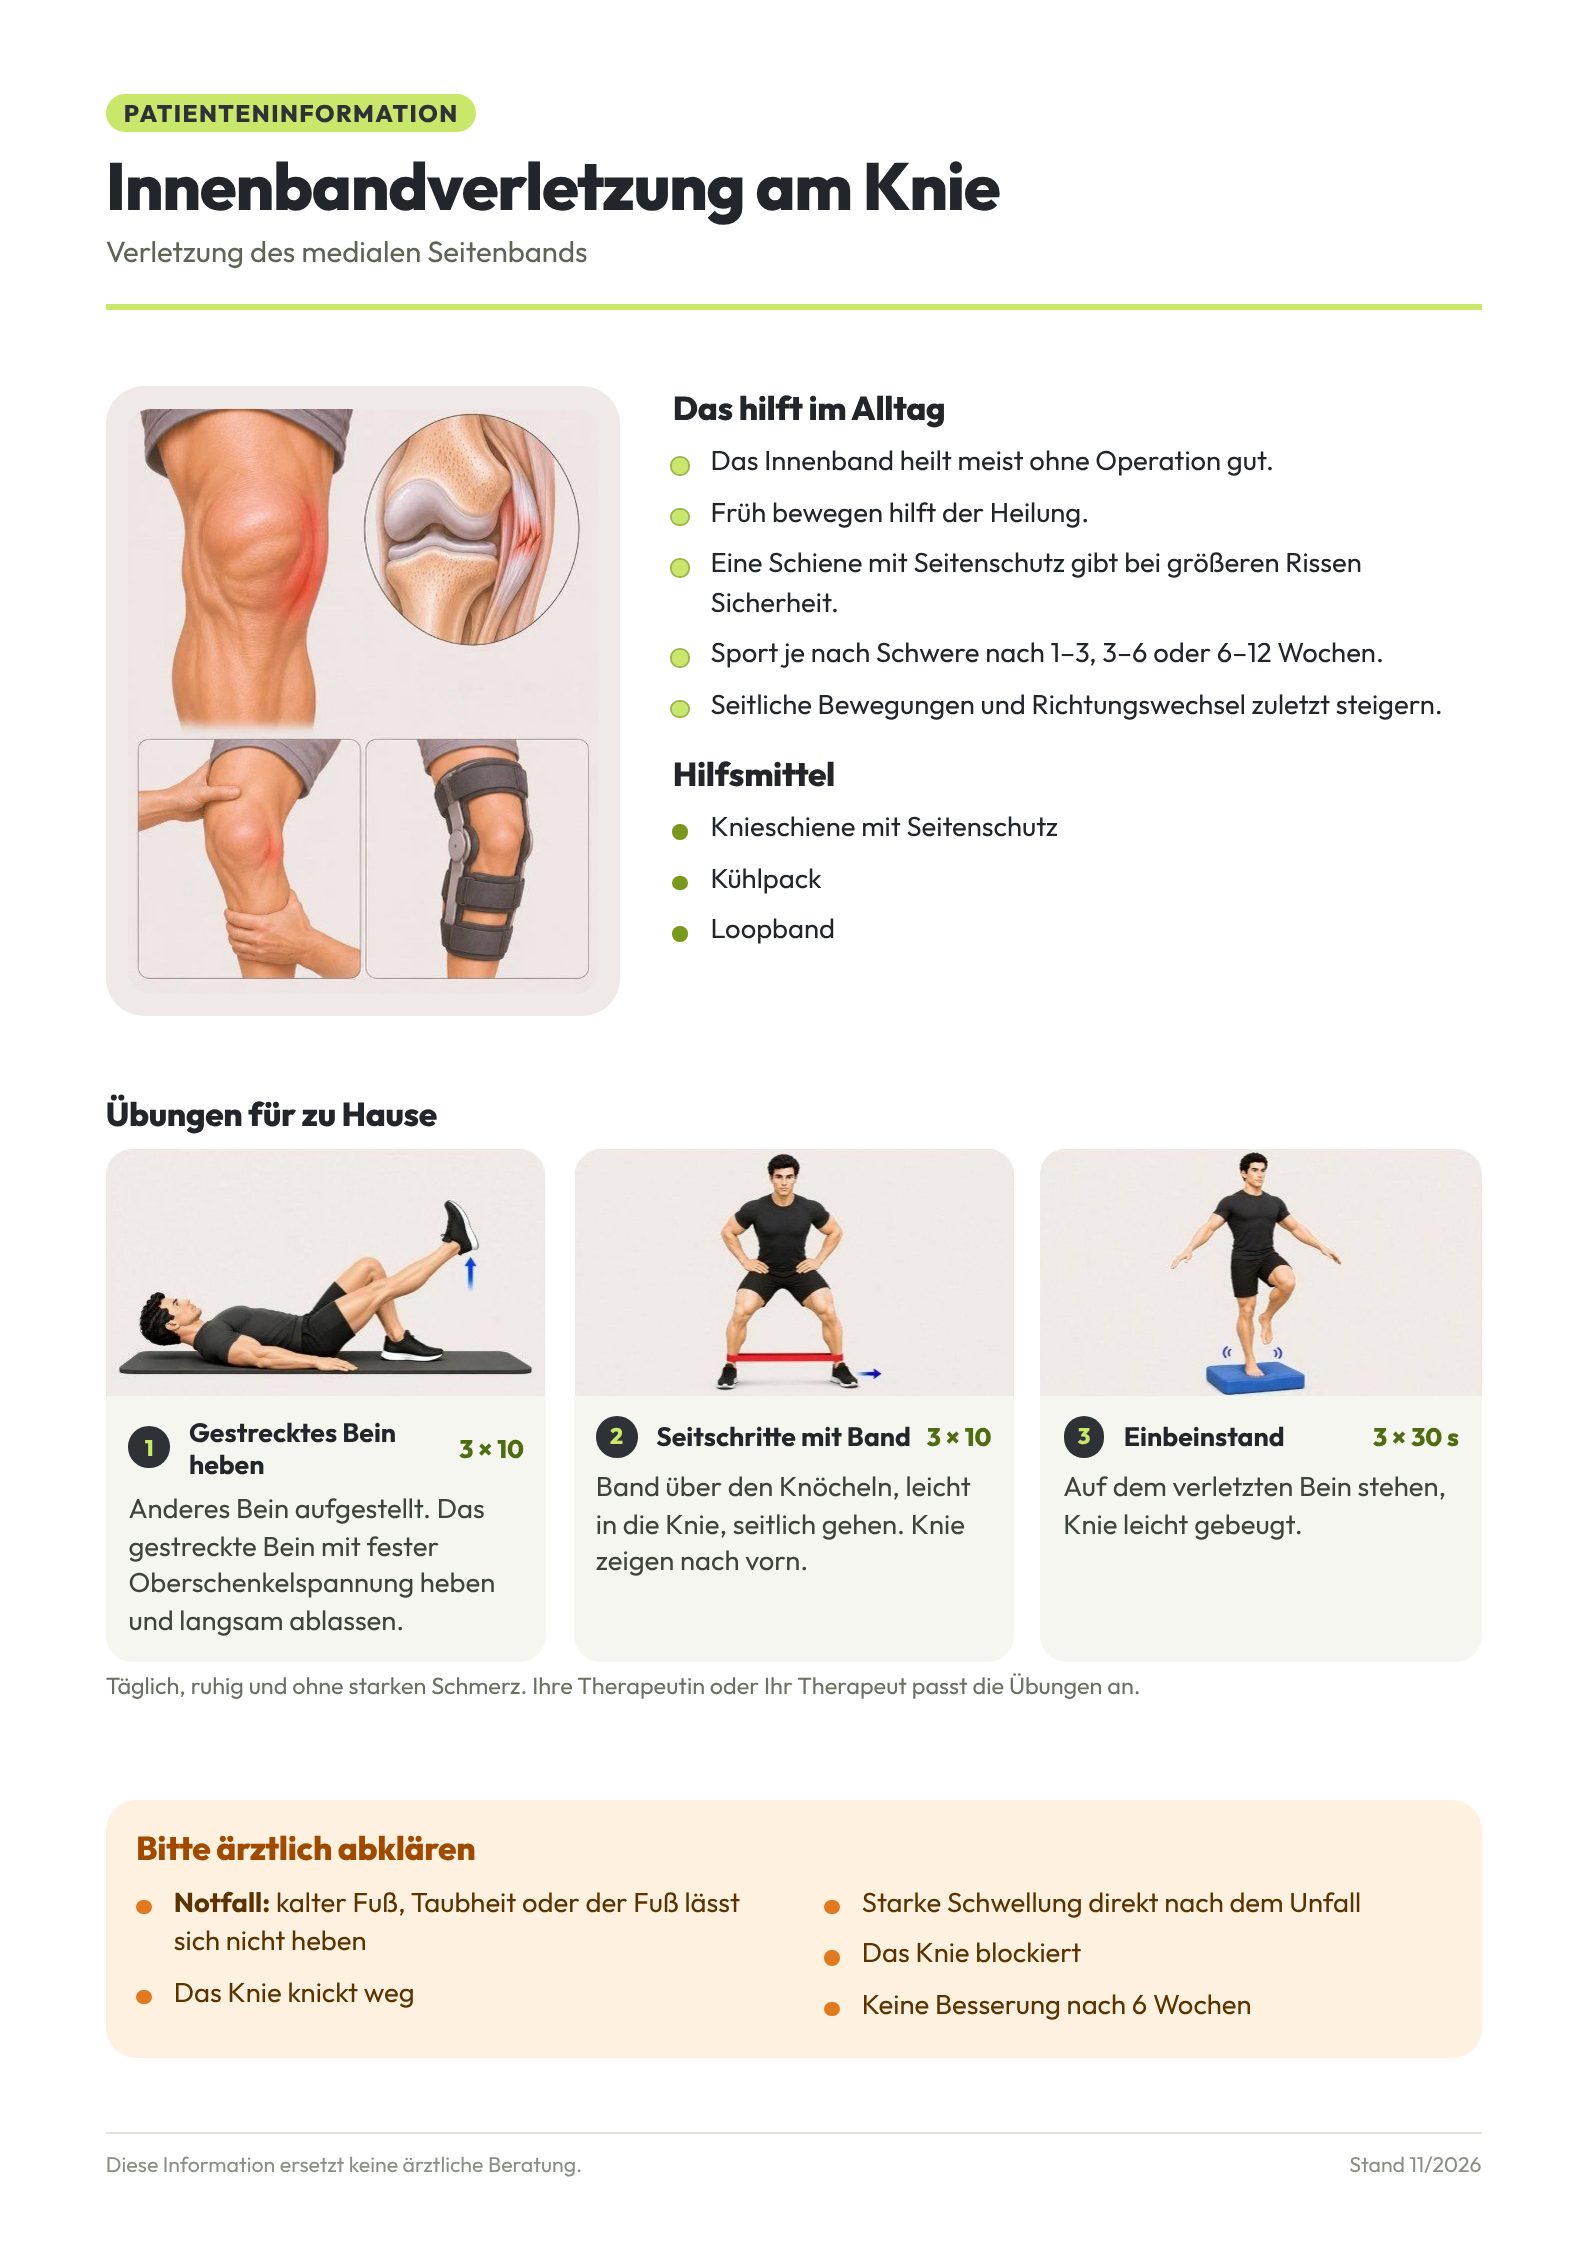 PATIENTENINFORMATION
Innenbandverletzung am Knie
Verletzung des medialen Seitenbands
Das hilft im Alltag
Das Innenband heilt meist ohne Operation gut.
Früh bewegen hilft der Heilung.
Eine Schiene mit Seitenschutz gibt bei größeren Rissen
Sicherheit.
Sport je nach Schwere nach 1–3, 3–6 oder 6–12 Wochen.
Seitliche Bewegungen und Richtungswechsel zuletzt steigern.
Hilfsmittel
Knieschiene mit Seitenschutz
Kühlpack
Loopband
Übungen für zu Hause
1 Gestrecktes Bein
heben 3 × 10
Anderes Bein aufgestellt. Das
gestreckte Bein mit fester
Oberschenkelspannung heben
und langsam ablassen.
2 Seitschritte mit Band 3 × 10
Band über den Knöcheln, leicht
in die Knie, seitlich gehen. Knie
zeigen nach vorn.
3 Einbeinstand 3 × 30 s
Auf dem verletzten Bein stehen,
Knie leicht gebeugt.
Täglich, ruhig und ohne starken Schmerz. Ihre Therapeutin oder Ihr Therapeut passt die Übungen an.
Bitte ärztlich abklären
Notfall: kalter Fuß, Taubheit oder der Fuß lässt
sich nicht heben
Das Knie knickt weg
Starke Schwellung direkt nach dem Unfall
Das Knie blockiert
Keine Besserung nach 6 Wochen
Diese Information ersetzt keine ärztliche Beratung.
Stand 11/2026